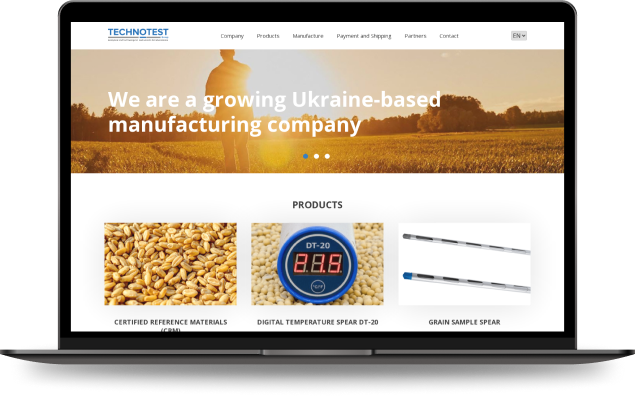 TECHNOTEST
Company Products Manufacture Payment and Shipping Partners Contact EN
We are a growing Ukraine-based
manufacturing company
PRODUCTS
DT-20
21.8
CERTIFIED REFERENCE MATERIALS
(CRM)
DIGITAL TEMPERATURE SPEAR DT-20
GRAIN SAMPLE SPEAR